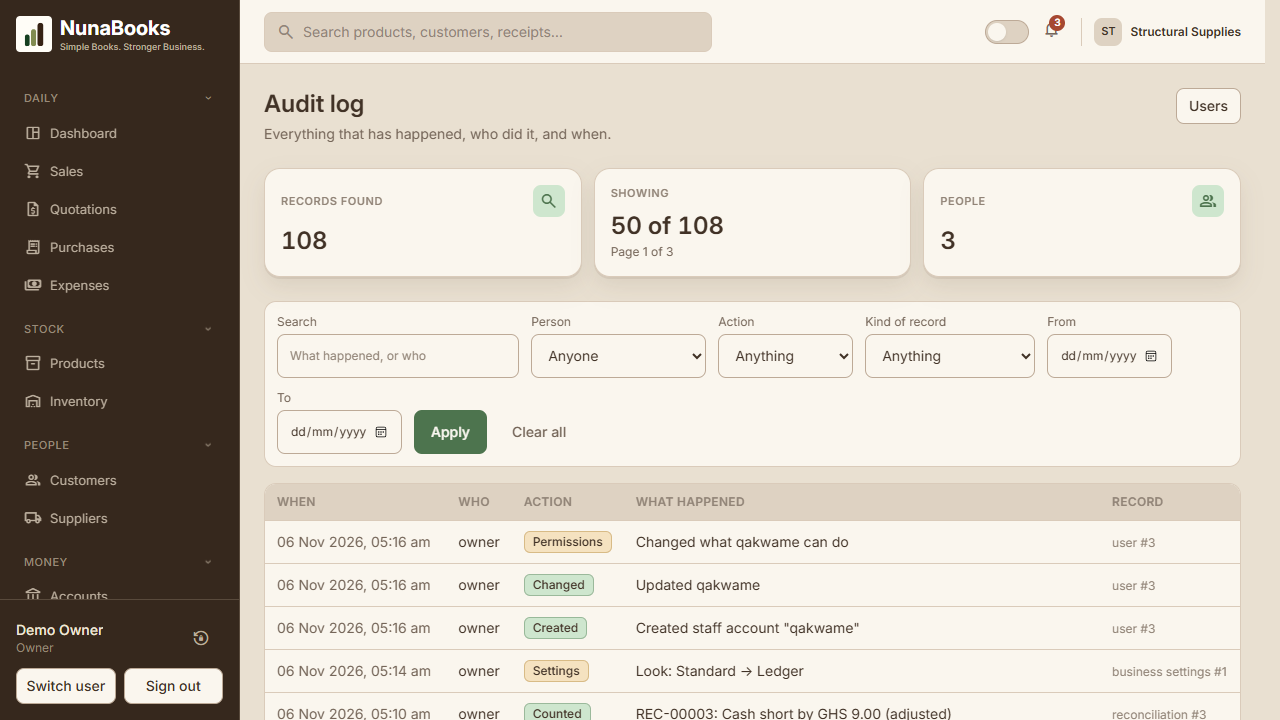 NunaBooks
Simple Books. Stronger Business.
DAILY
Dashboard
Sales
Quotations
Purchases
Expenses
STOCK
Products
Inventory
PEOPLE
Customers
Suppliers
MONEY
Accounts
Demo Owner
Owner
Switch user
Sign out
Search products, customers, receipts...
3
ST
Structural Supplies
Audit log
Everything that has happened, who did it, and when.
Users
RECORDS FOUND
108
SHOWING
50 of 108
Page 1 of 3
PEOPLE
3
Search
What happened, or who
Person
Anyone
Action
Anything
Kind of record
Anything
From
dd/mm/yyyy
To
dd/mm/yyyy
Apply
Clear all
WHEN WHO ACTION WHAT HAPPENED RECORD
06 Nov 2026, 05:16 am owner Permissions Changed what qakwame can do user #3
06 Nov 2026, 05:16 am owner Changed Updated qakwame user #3
06 Nov 2026, 05:16 am owner Created Created staff account "qakwame" user #3
06 Nov 2026, 05:14 am owner Settings Look: Standard → Ledger business settings #1
06 Nov 2026, 05:10 am owner Counted REC-00003: Cash short by GHS 9.00 (adjusted) reconciliation #3